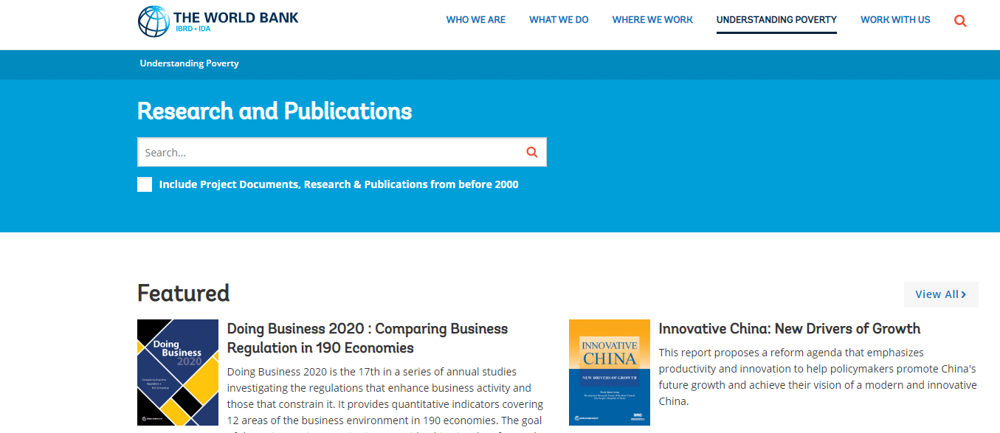 THE WORLD BANK
IBRD • IDA
WHO WE ARE
WHAT WE DO
WHERE WE WORK
UNDERSTANDING POVERTY
WORK WITH US
Understanding Poverty
Research and Publications
Search...
Include Project Documents, Research & Publications from before 2000
Featured
View All
Doing
Business
2020
Doing Business 2020 : Comparing Business
Regulation in 190 Economies
Doing Business 2020 is the 17th in a series of annual studies
investigating the regulations that enhance business activity and
those that constrain it. It provides quantitative indicators covering
12 areas of the business environment in 190 economies. The goal
INNOVATIVE
CHINA
NEW DRIVERS OF GROWTH
Innovative China: New Drivers of Growth
This report proposes a reform agenda that emphasizes
productivity and innovation to help policymakers promote China's
future growth and achieve their vision of a modern and innovative
China.